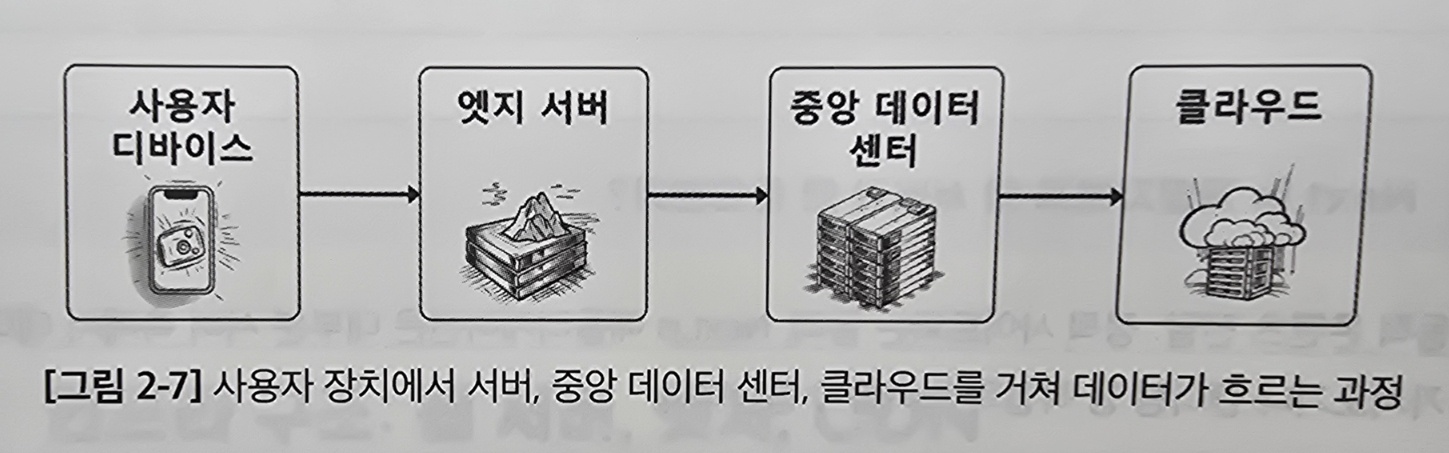 사용자
디바이스
엣지 서버
중앙 데이터
센터
클라우드
[그림 2-7] 사용자 장치에서 서버, 중앙 데이터 센터, 클라우드를 거쳐 데이터가 흐르는 과정